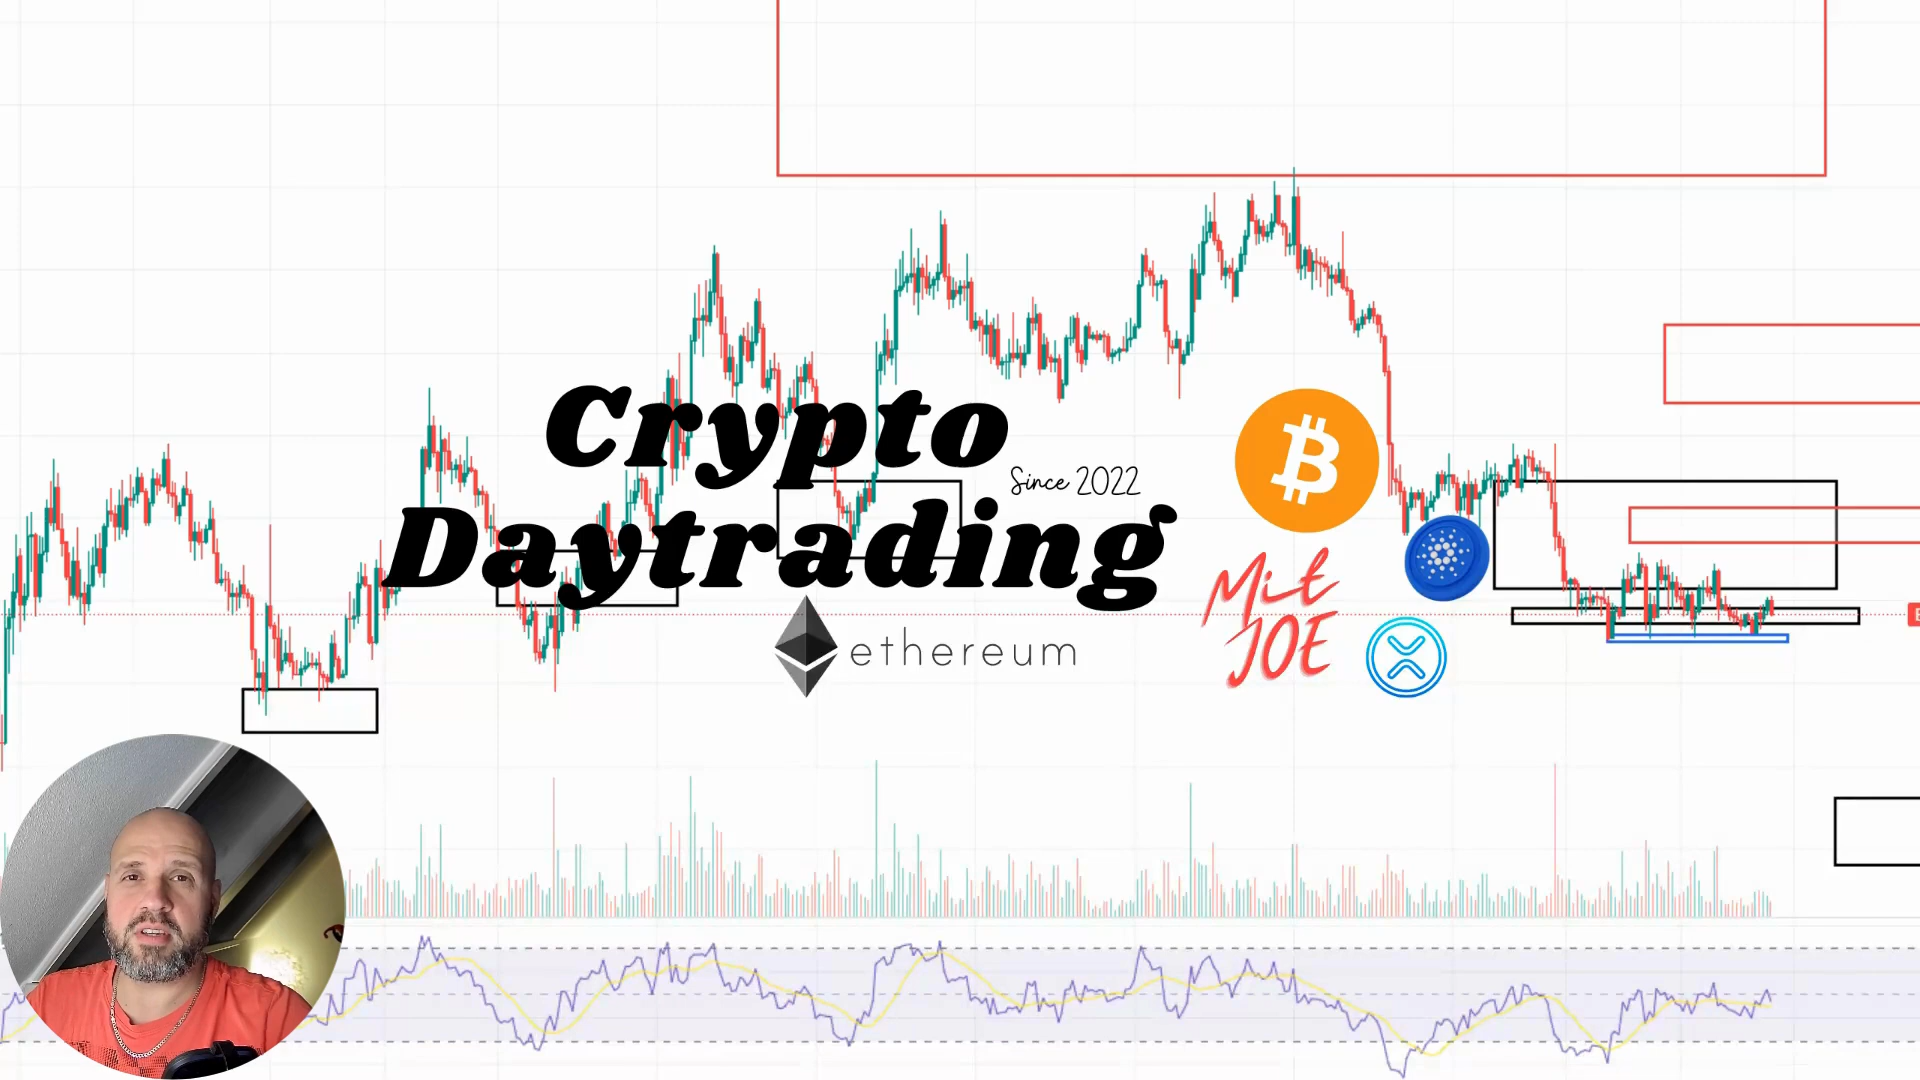 Crypto
Since 2022
Daytrading
ethereum
Mit
JOE